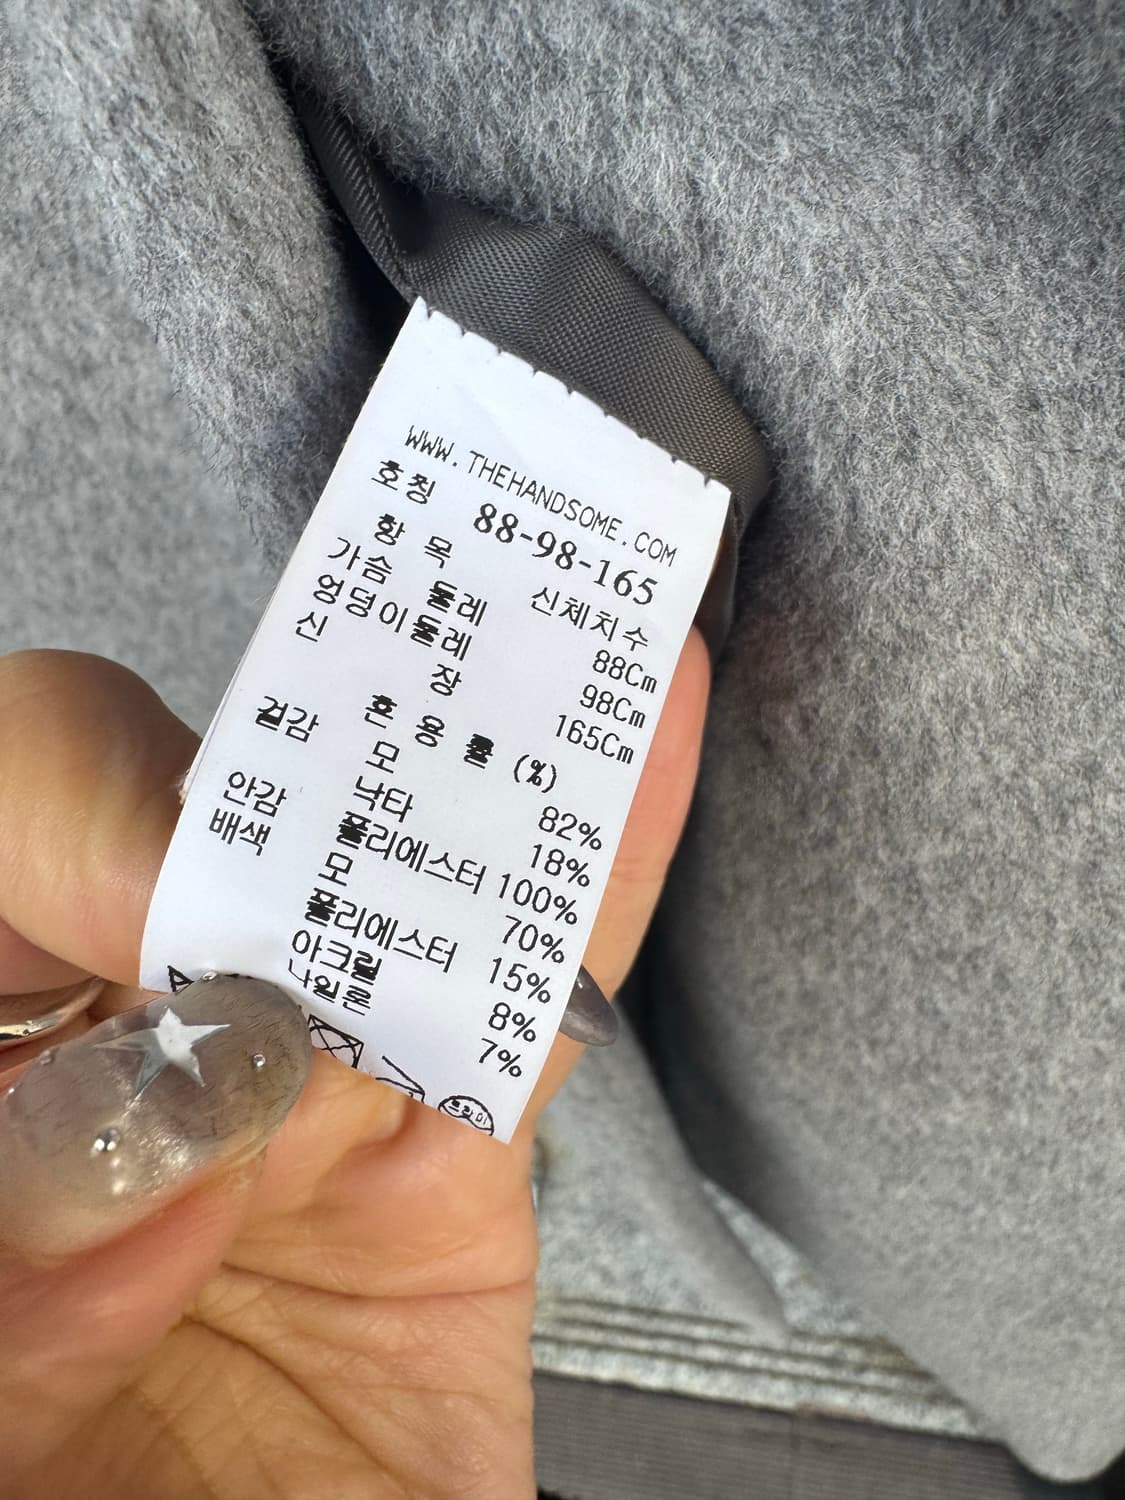 WWW.THEHANDSOME.COM
호칭 88-98-165
항 목 신체치수
가슴 둘레 88Cm
엉덩이둘레 98Cm
신 장 165Cm
혼 용 률 (%)
겉감 모 82%
낙타 18%
안감 폴리에스터 100%
배색 모 70%
폴리에스터 15%
아크릴 8%
나일론 7%
드라이